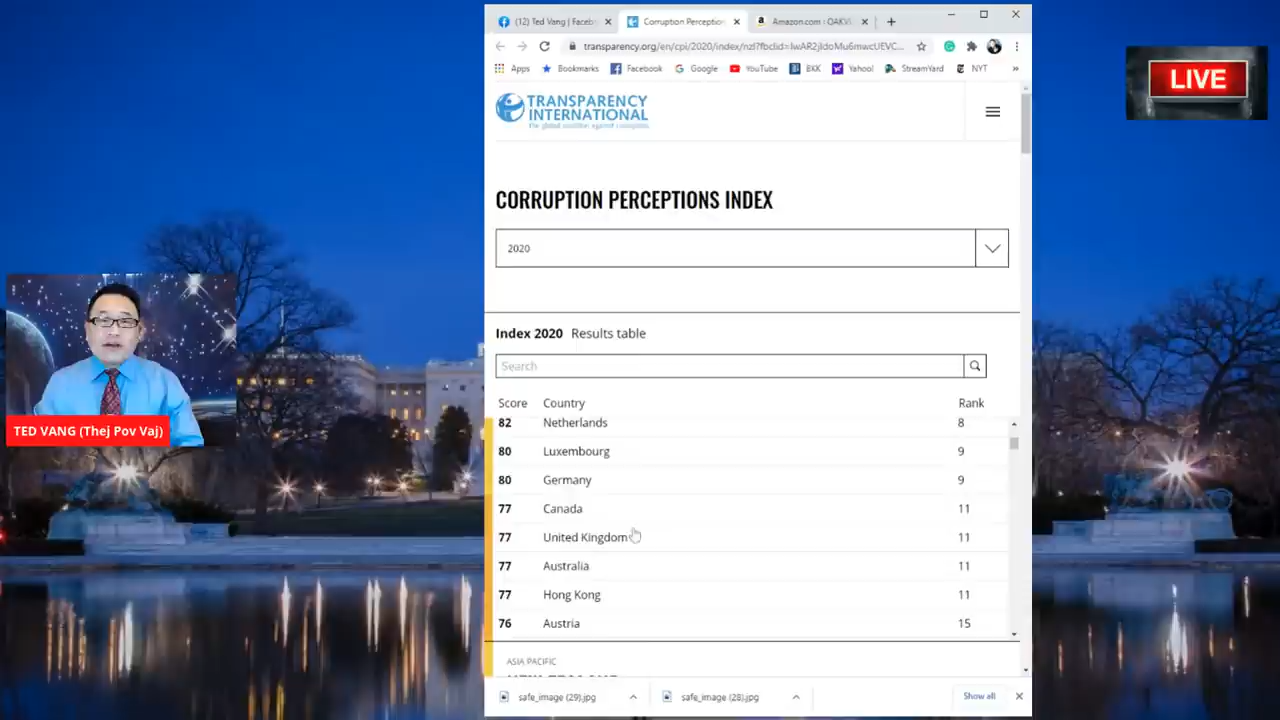 (12) Ted Vang | Faceb
Corruption Perception
Amazon.com : OAKV
transparency.org/en/cpi/2020/index/nzl?fbclid=IwAR2jIdoMu6mwcUEVC...
Apps
Bookmarks
Facebook
Google
YouTube
BKK
Yahoo!
StreamYard
NYT
LIVE
TRANSPARENCY
INTERNATIONAL
the global coalition against corruption
CORRUPTION PERCEPTIONS INDEX
2020
Index 2020 Results table
Search
Score Country Rank
82 Netherlands 8
80 Luxembourg 9
80 Germany 9
77 Canada 11
77 United Kingdom 11
77 Australia 11
77 Hong Kong 11
76 Austria 15
ASIA PACIFIC
TED VANG (Thej Pov Vaj)
safe_image (29).jpg
safe_image (28).jpg
Show all